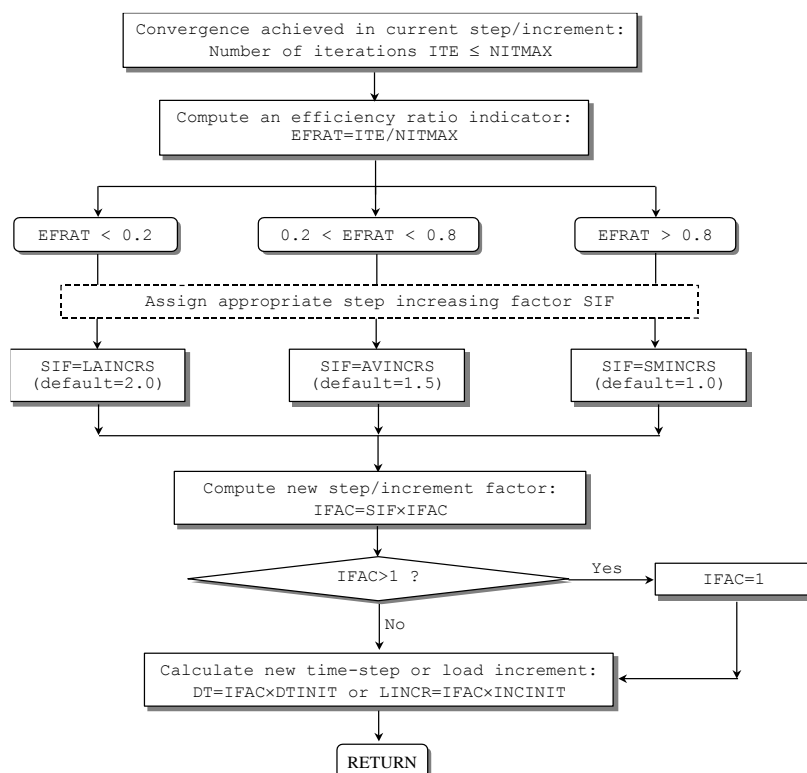 Convergence achieved in current step/increment:
Number of iterations ITE ≤ NITMAX
Compute an efficiency ratio indicator:
EFRAT=ITE/NITMAX
EFRAT < 0.2
0.2 < EFRAT < 0.8
EFRAT > 0.8
Assign appropriate step increasing factor SIF
SIF=LAINCRS
(default=2.0)
SIF=AVINCRS
(default=1.5)
SIF=SMINCRS
(default=1.0)
Compute new step/increment factor:
IFAC=SIF×IFAC
IFAC>1 ?
Yes
IFAC=1
No
Calculate new time-step or load increment:
DT=IFAC×DTINIT or LINCR=IFAC×INCINIT
RETURN